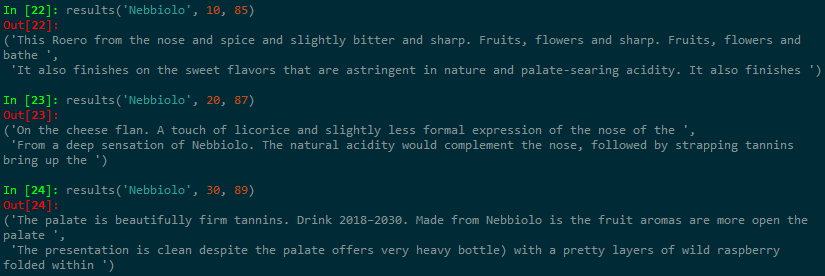 In [22]: results('Nebbiolo', 10, 85)
Out[22]:
('This Roero from the nose and spice and slightly bitter and sharp. Fruits, flowers and sharp. Fruits, flowers and
bathe ',
'It also finishes on the sweet flavors that are astringent in nature and palate-searing acidity. It also finishes ')
In [23]: results('Nebbiolo', 20, 87)
Out[23]:
('On the cheese flan. A touch of licorice and slightly less formal expression of the nose of the ',
'From a deep sensation of Nebbiolo. The natural acidity would complement the nose, followed by strapping tannins
bring up the ')
In [24]: results('Nebbiolo', 30, 89)
Out[24]:
('The palate is beautifully firm tannins. Drink 2018–2030. Made from Nebbiolo is the fruit aromas are more open the
palate ',
'The presentation is clean despite the palate offers very heavy bottle) with a pretty layers of wild raspberry
folded within ')